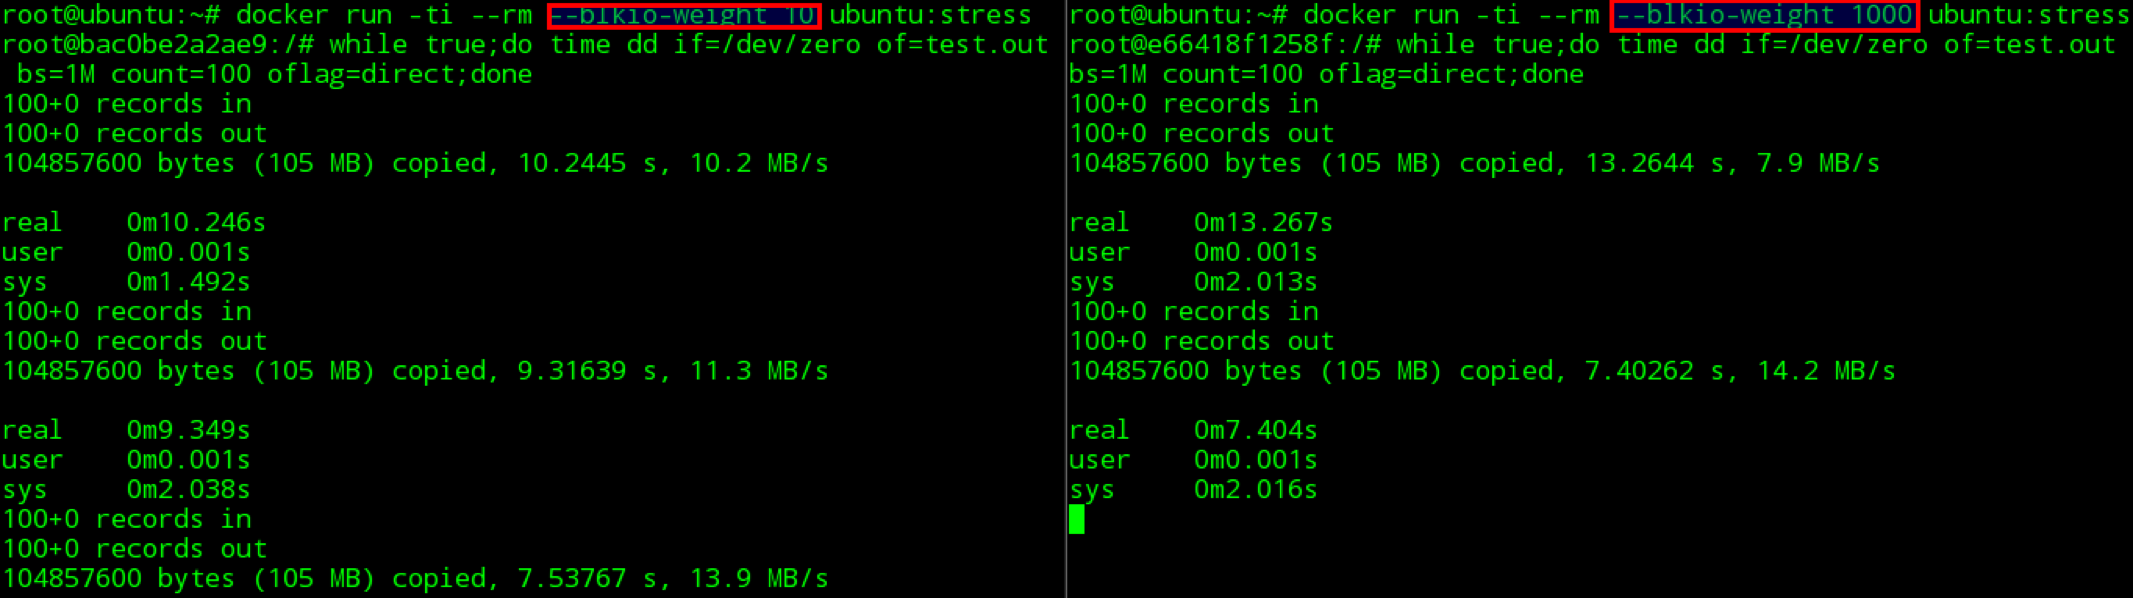 root@ubuntu:~# docker run -ti --rm --blkio-weight 10 ubuntu:stress
root@bac0be2a2ae9:/# while true;do time dd if=/dev/zero of=test.out
 bs=1M count=100 oflag=direct;done
100+0 records in
100+0 records out
104857600 bytes (105 MB) copied, 10.2445 s, 10.2 MB/s

real    0m10.246s
user    0m0.001s
sys     0m1.492s
100+0 records in
100+0 records out
104857600 bytes (105 MB) copied, 9.31639 s, 11.3 MB/s

real    0m9.349s
user    0m0.001s
sys     0m2.038s
100+0 records in
100+0 records out
104857600 bytes (105 MB) copied, 7.53767 s, 13.9 MB/s
root@ubuntu:~# docker run -ti --rm --blkio-weight 1000 ubuntu:stress
root@e66418f1258f:/# while true;do time dd if=/dev/zero of=test.out
bs=1M count=100 oflag=direct;done
100+0 records in
100+0 records out
104857600 bytes (105 MB) copied, 13.2644 s, 7.9 MB/s

real    0m13.267s
user    0m0.001s
sys     0m2.013s
100+0 records in
100+0 records out
104857600 bytes (105 MB) copied, 7.40262 s, 14.2 MB/s

real    0m7.404s
user    0m0.001s
sys     0m2.016s